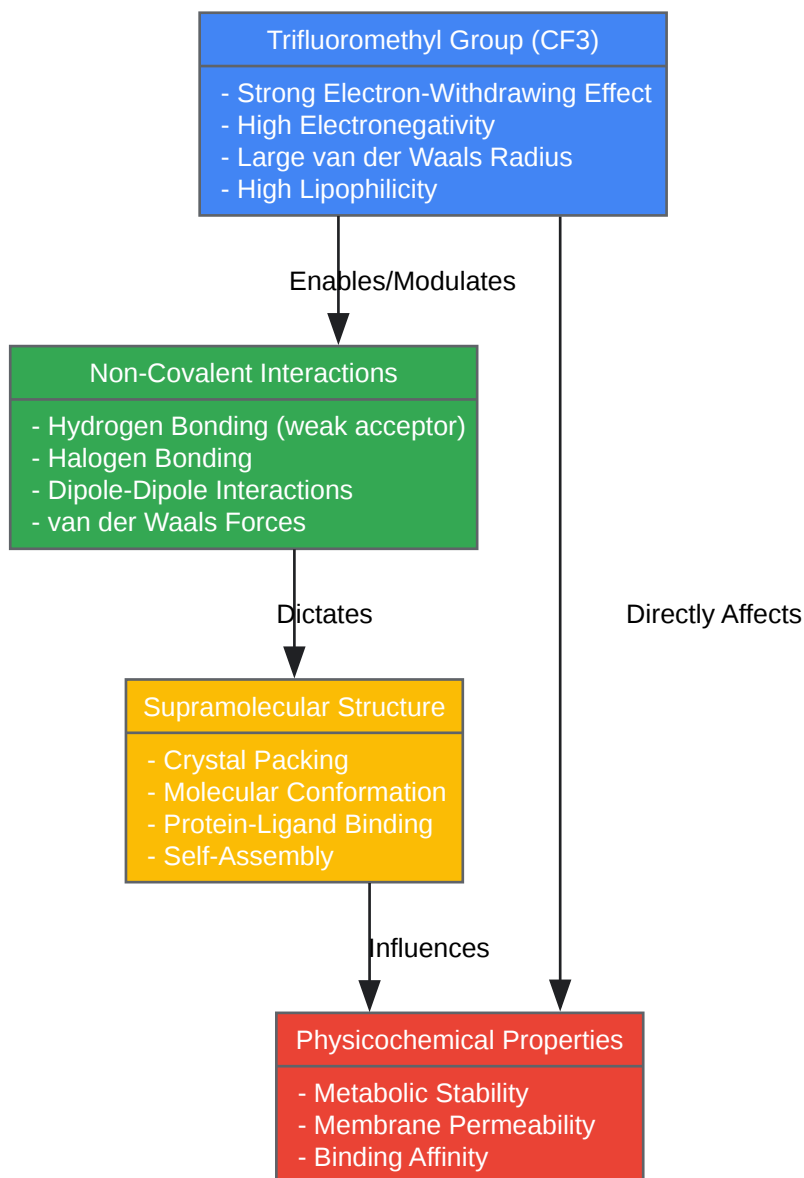 Trifluoromethyl Group (CF3)
- Strong Electron-Withdrawing Effect
- High Electronegativity
- Large van der Waals Radius
- High Lipophilicity
Enables/Modulates
Non-Covalent Interactions
- Hydrogen Bonding (weak acceptor)
- Halogen Bonding
- Dipole-Dipole Interactions
- van der Waals Forces
Dictates
Directly Affects
Supramolecular Structure
- Crystal Packing
- Molecular Conformation
- Protein-Ligand Binding
- Self-Assembly
Influences
Physicochemical Properties
- Metabolic Stability
- Membrane Permeability
- Binding Affinity